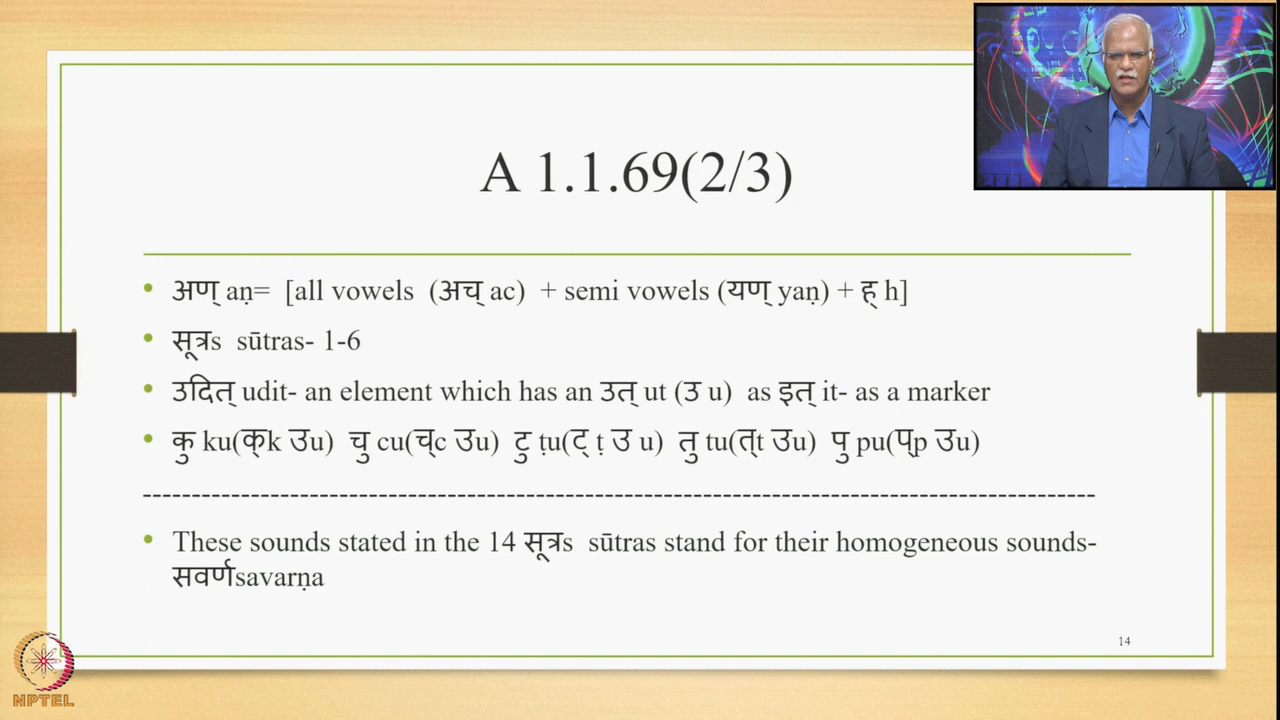 A 1.1.69(2/3)
• अण् aṇ= [all vowels (अच् ac) + semi vowels (यण् yaṇ) + ह् h]
• सूत्रs sūtras- 1-6
• उदित् udit- an element which has an उत् ut (उ u) as इत् it- as a marker
• कु ku(क्k उu) चु cu(च्c उu) टु ṭu(ट् ṭ उ u) तु tu(त्t उu) पु pu(प्p उu)
-----------------------------------------------------------------------------------------------
• These sounds stated in the 14 सूत्रs sūtras stand for their homogeneous sounds-
सवर्णsavarṇa
14
NPTEL